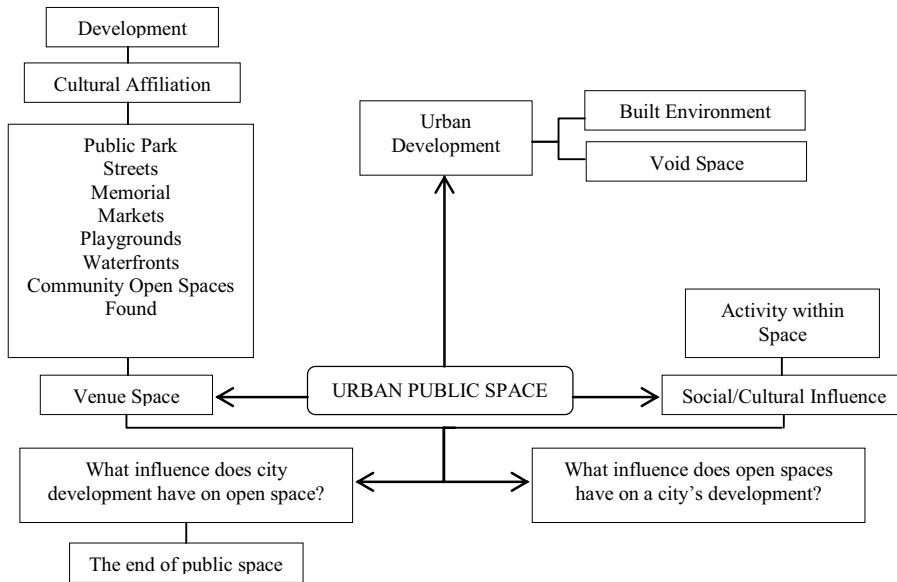 Development
Cultural Affiliation
Public Park
Streets
Memorial
Markets
Playgrounds
Waterfronts
Community Open Spaces
Found
Venue Space
Urban
Development
Built Environment
Void Space
URBAN PUBLIC SPACE
Activity within
Space
Social/Cultural Influence
What influence does city
development have on open space?
What influence does open spaces
have on a city’s development?
The end of public space